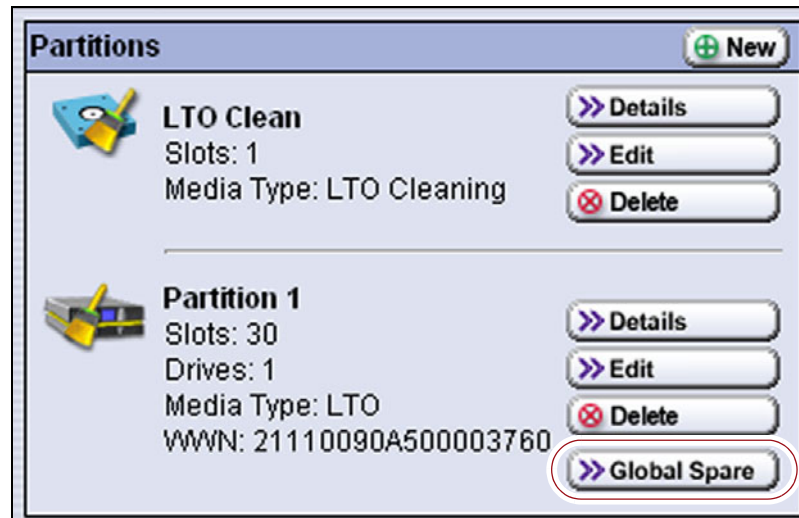 Partitions
New
LTO Clean
Slots: 1
Media Type: LTO Cleaning
Details
Edit
Delete
Partition 1
Slots: 30
Drives: 1
Media Type: LTO
WWN: 21110090A500003760
Details
Edit
Delete
Global Spare